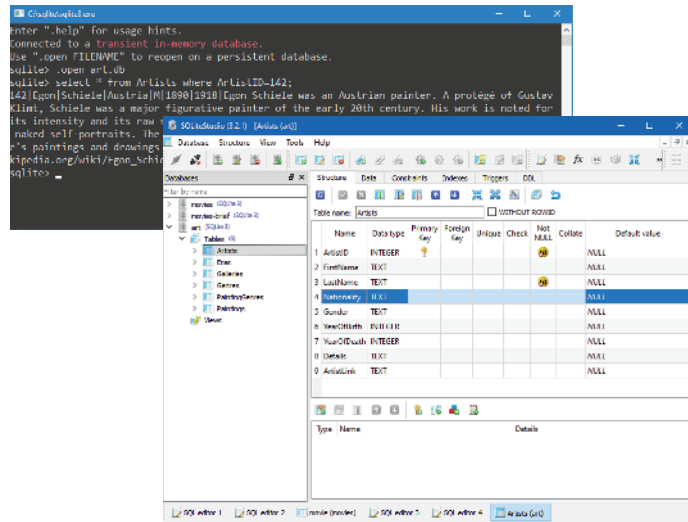 C:\sqlite\sqlite3.exe
Enter ".help" for usage hints.
Connected to a transient in-memory database.
Use ".open FILENAME" to reopen on a persistent database.
sqlite> .open art.db
sqlite> select * from Artists where ArtistID=142;
142|Egon|Schiele|Austria|M|1890|1918|Egon Schiele was an Austrian painter. A protégé of Gustav
Klimt, Schiele was a major figurative painter of the early 20th century. His work is noted for
its intensity and its raw
naked self-portraits. The
e's paintings and drawings
kipedia.org/wiki/Egon_Schie
sqlite>
SQLiteStudio (3.2.1) - [Artists (art)]
Database Structure View Tools Help
Databases
Filter by name
movies (SQLite 3)
movies-brief (SQLite 3)
art (SQLite 3)
Tables (6)
Artists
Eras
Galleries
Genres
PaintingGenres
Paintings
Views
Structure Data Constraints Indexes Triggers DDL
Table name: Artists WITHOUT ROWID
Name Data type Primary Key Foreign Key Unique Check Not NULL Collate Default value
1 ArtistID INTEGER NULL
2 FirstName TEXT NULL
3 LastName TEXT NULL
4 Nationality TEXT NULL
5 Gender TEXT NULL
6 YearOfBirth INTEGER NULL
7 YearOfDeath INTEGER NULL
8 Details TEXT NULL
9 ArtistLink TEXT NULL
Type Name Details
SQL editor 1 SQL editor 2 movie (movies) SQL editor 3 SQL editor 4 Artists (art)